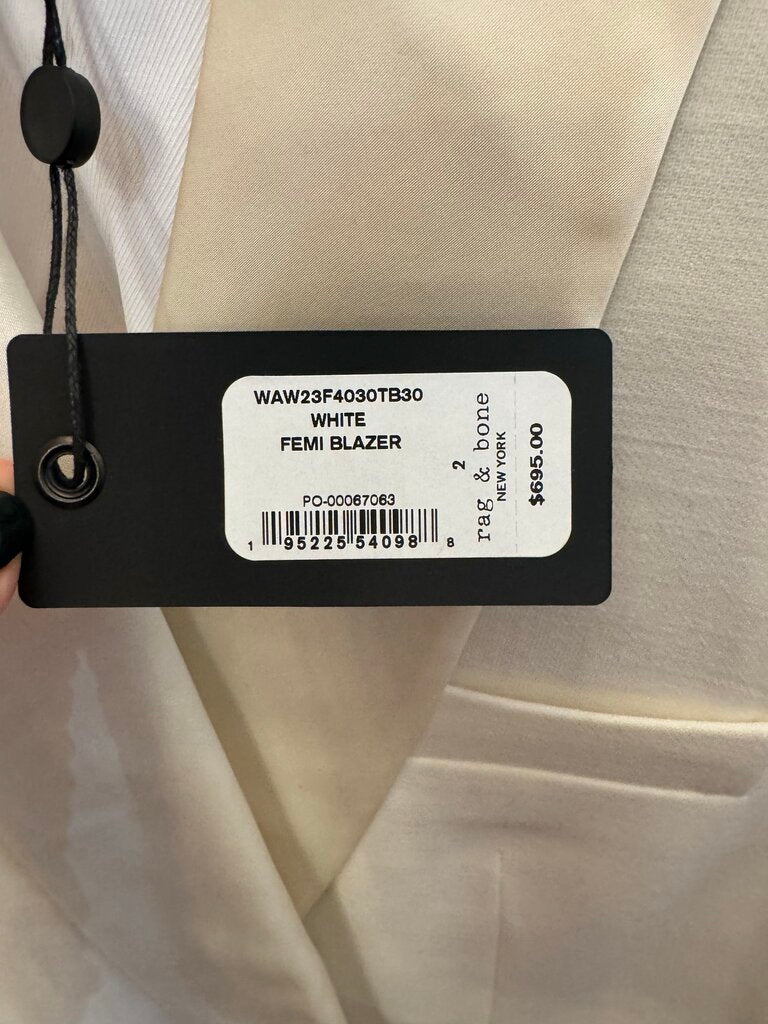 WAW23F4030TB30
WHITE
FEMI BLAZER
PO-00067063
1 95225 54098 8
2
rag & bone
NEW YORK
$695.00